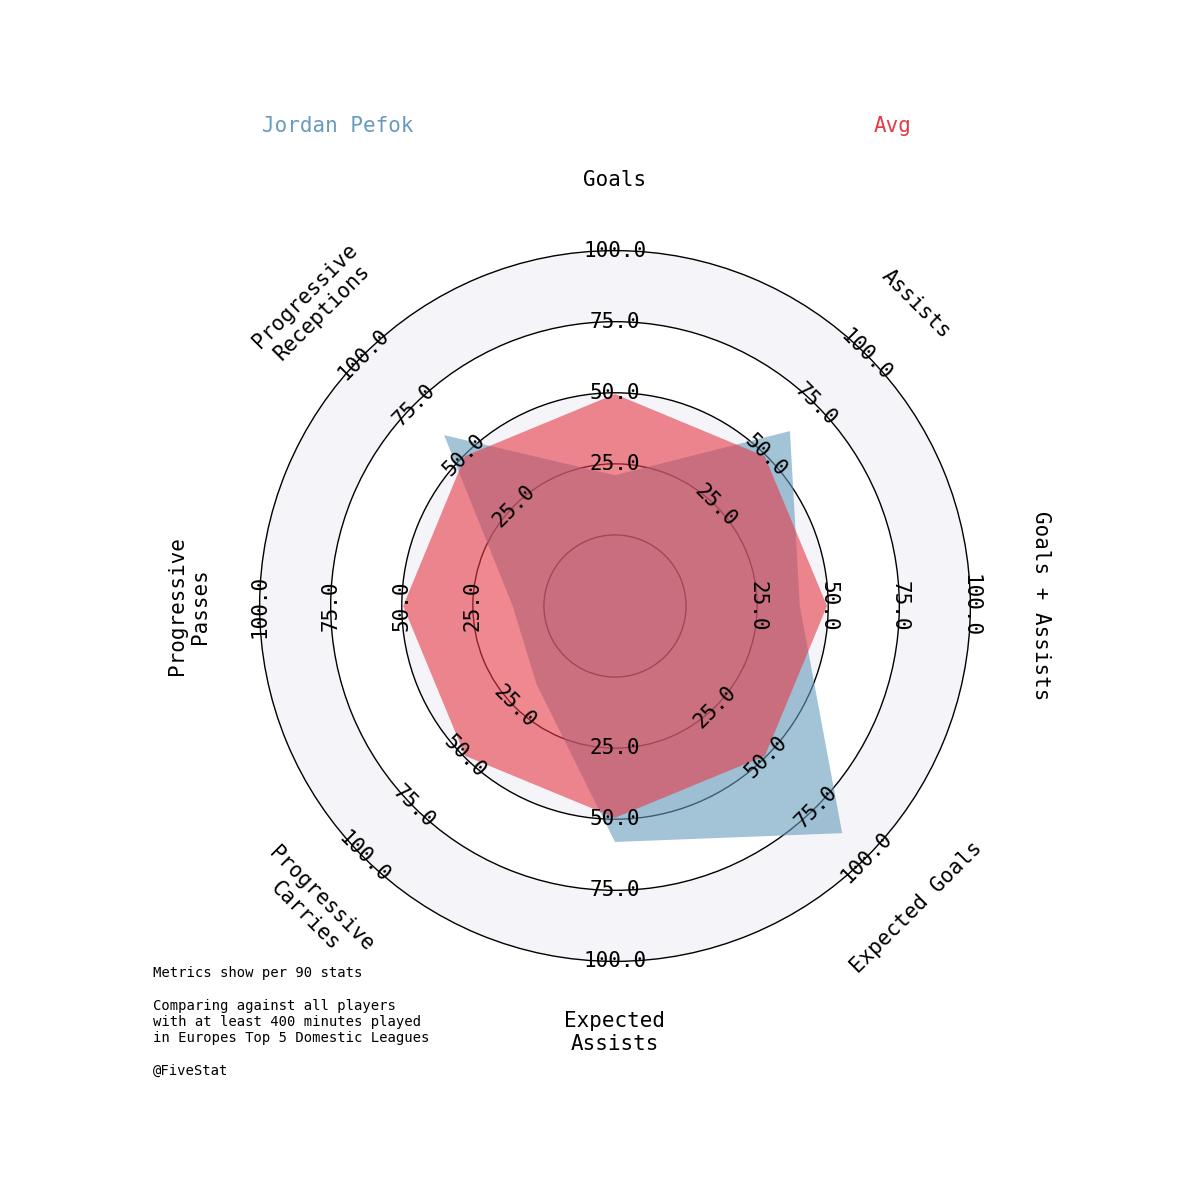 Jordan Pefok
Avg
Goals
Progressive
Receptions
Assists
100.0
100.0
100.0
75.0
75.0
75.0
50.0
50.0
50.0
25.0
25.0
25.0
Progressive
Passes
100.0
75.0
50.0
25.0
25.0
50.0
75.0
100.0
Goals + Assists
25.0
25.0
25.0
50.0
50.0
50.0
75.0
75.0
75.0
100.0
100.0
100.0
Progressive
Carries
Expected Goals
Expected
Assists
Metrics show per 90 stats
Comparing against all players
with at least 400 minutes played
in Europes Top 5 Domestic Leagues
@FiveStat